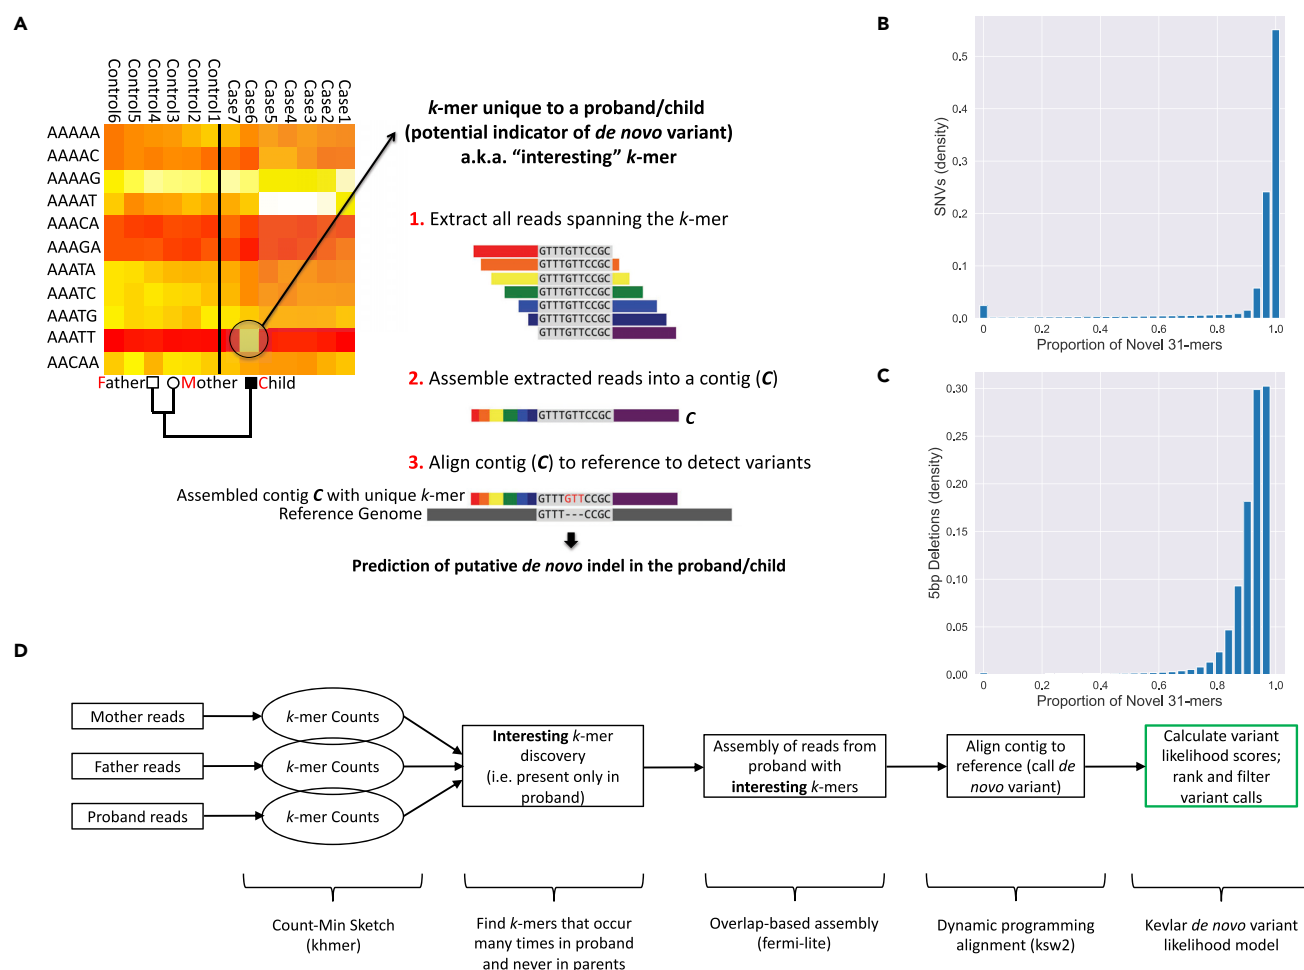 A
Control6
Control5
Control4
Control3
Control2
Control1
Case7
Case6
Case5
Case4
Case3
Case2
Case1
AAAAA
AAAAC
AAAAG
AAAAT
AAACA
AAAGA
AAATA
AAATC
AAATG
AAATT
AACAA
Father
Mother
Child
k-mer unique to a proband/child
(potential indicator of de novo variant)
a.k.a. “interesting” k-mer
1. Extract all reads spanning the k-mer
GTTTGTTCCGC
GTTTGTTCCGC
GTTTGTTCCGC
GTTTGTTCCGC
GTTTGTTCCGC
GTTTGTTCCGC
GTTTGTTCCGC
2. Assemble extracted reads into a contig (C)
GTTTGTTCCGC C
3. Align contig (C) to reference to detect variants
Assembled contig C with unique k-mer GTTTGTTCCGC
Reference Genome GTTT---CCGC
Prediction of putative de novo indel in the proband/child
B
SNVs (density)
0.5
0.4
0.3
0.2
0.1
0.0
0 0.2 0.4 0.6 0.8 1.0
Proportion of Novel 31-mers
C
5bp Deletions (density)
0.30
0.25
0.20
0.15
0.10
0.05
0.00
0 0.2 0.4 0.6 0.8 1.0
Proportion of Novel 31-mers
D
Mother reads
Father reads
Proband reads
k-mer Counts
k-mer Counts
k-mer Counts
Interesting k-mer
discovery
(i.e. present only in
proband)
Assembly of reads from
proband with
interesting k-mers
Align contig to
reference (call de
novo variant)
Calculate variant
likelihood scores;
rank and filter
variant calls
Count-Min Sketch
(khmer)
Find k-mers that occur
many times in proband
and never in parents
Overlap-based assembly
(fermi-lite)
Dynamic programming
alignment (ksw2)
Kevlar de novo variant
likelihood model